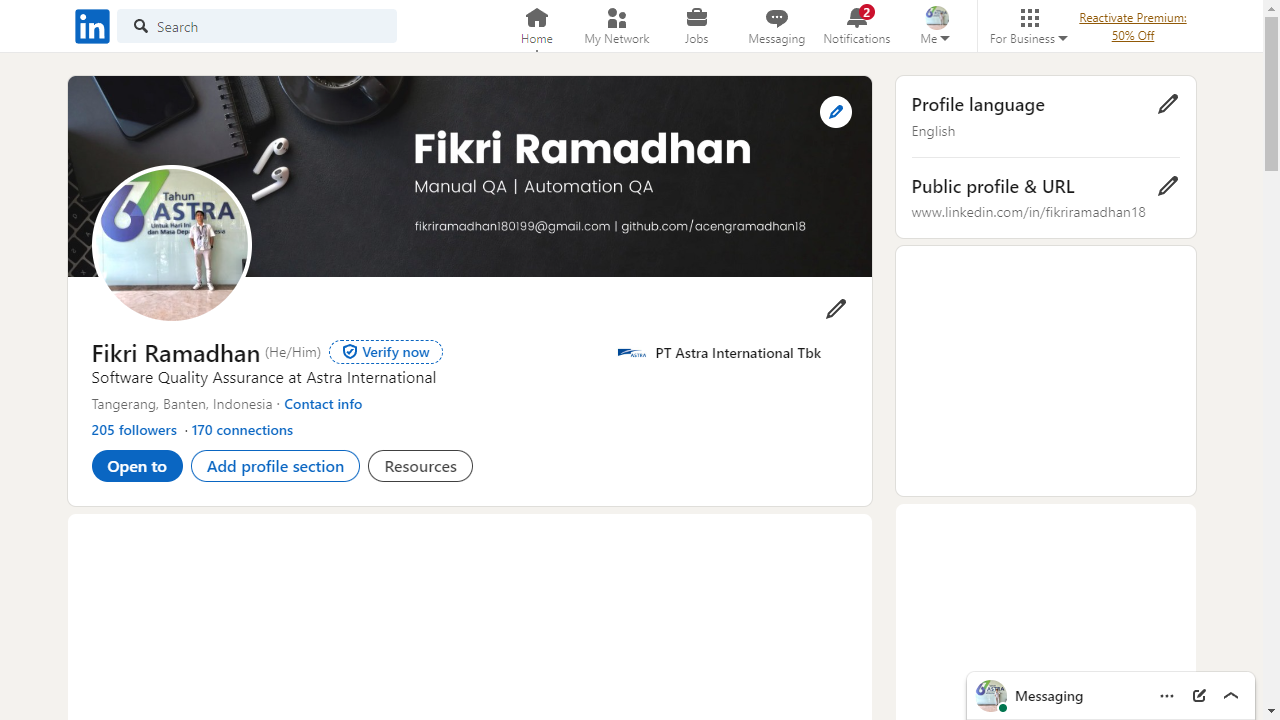 in
Search
Home
My Network
Jobs
Messaging
2
Notifications
Me
For Business
Reactivate Premium:
50% Off
Fikri Ramadhan
Manual QA | Automation QA
fikriramadhan180199@gmail.com | github.com/acengramadhan18
6 Tahun
ASTRA
Untuk Hari Ini
dan Masa Depa nesia
Fikri Ramadhan (He/Him) Verify now
Software Quality Assurance at Astra International
Tangerang, Banten, Indonesia · Contact info
205 followers · 170 connections
Open to
Add profile section
Resources
ASTRA
PT Astra International Tbk
Profile language
English
Public profile & URL
www.linkedin.com/in/fikriramadhan18
Messaging